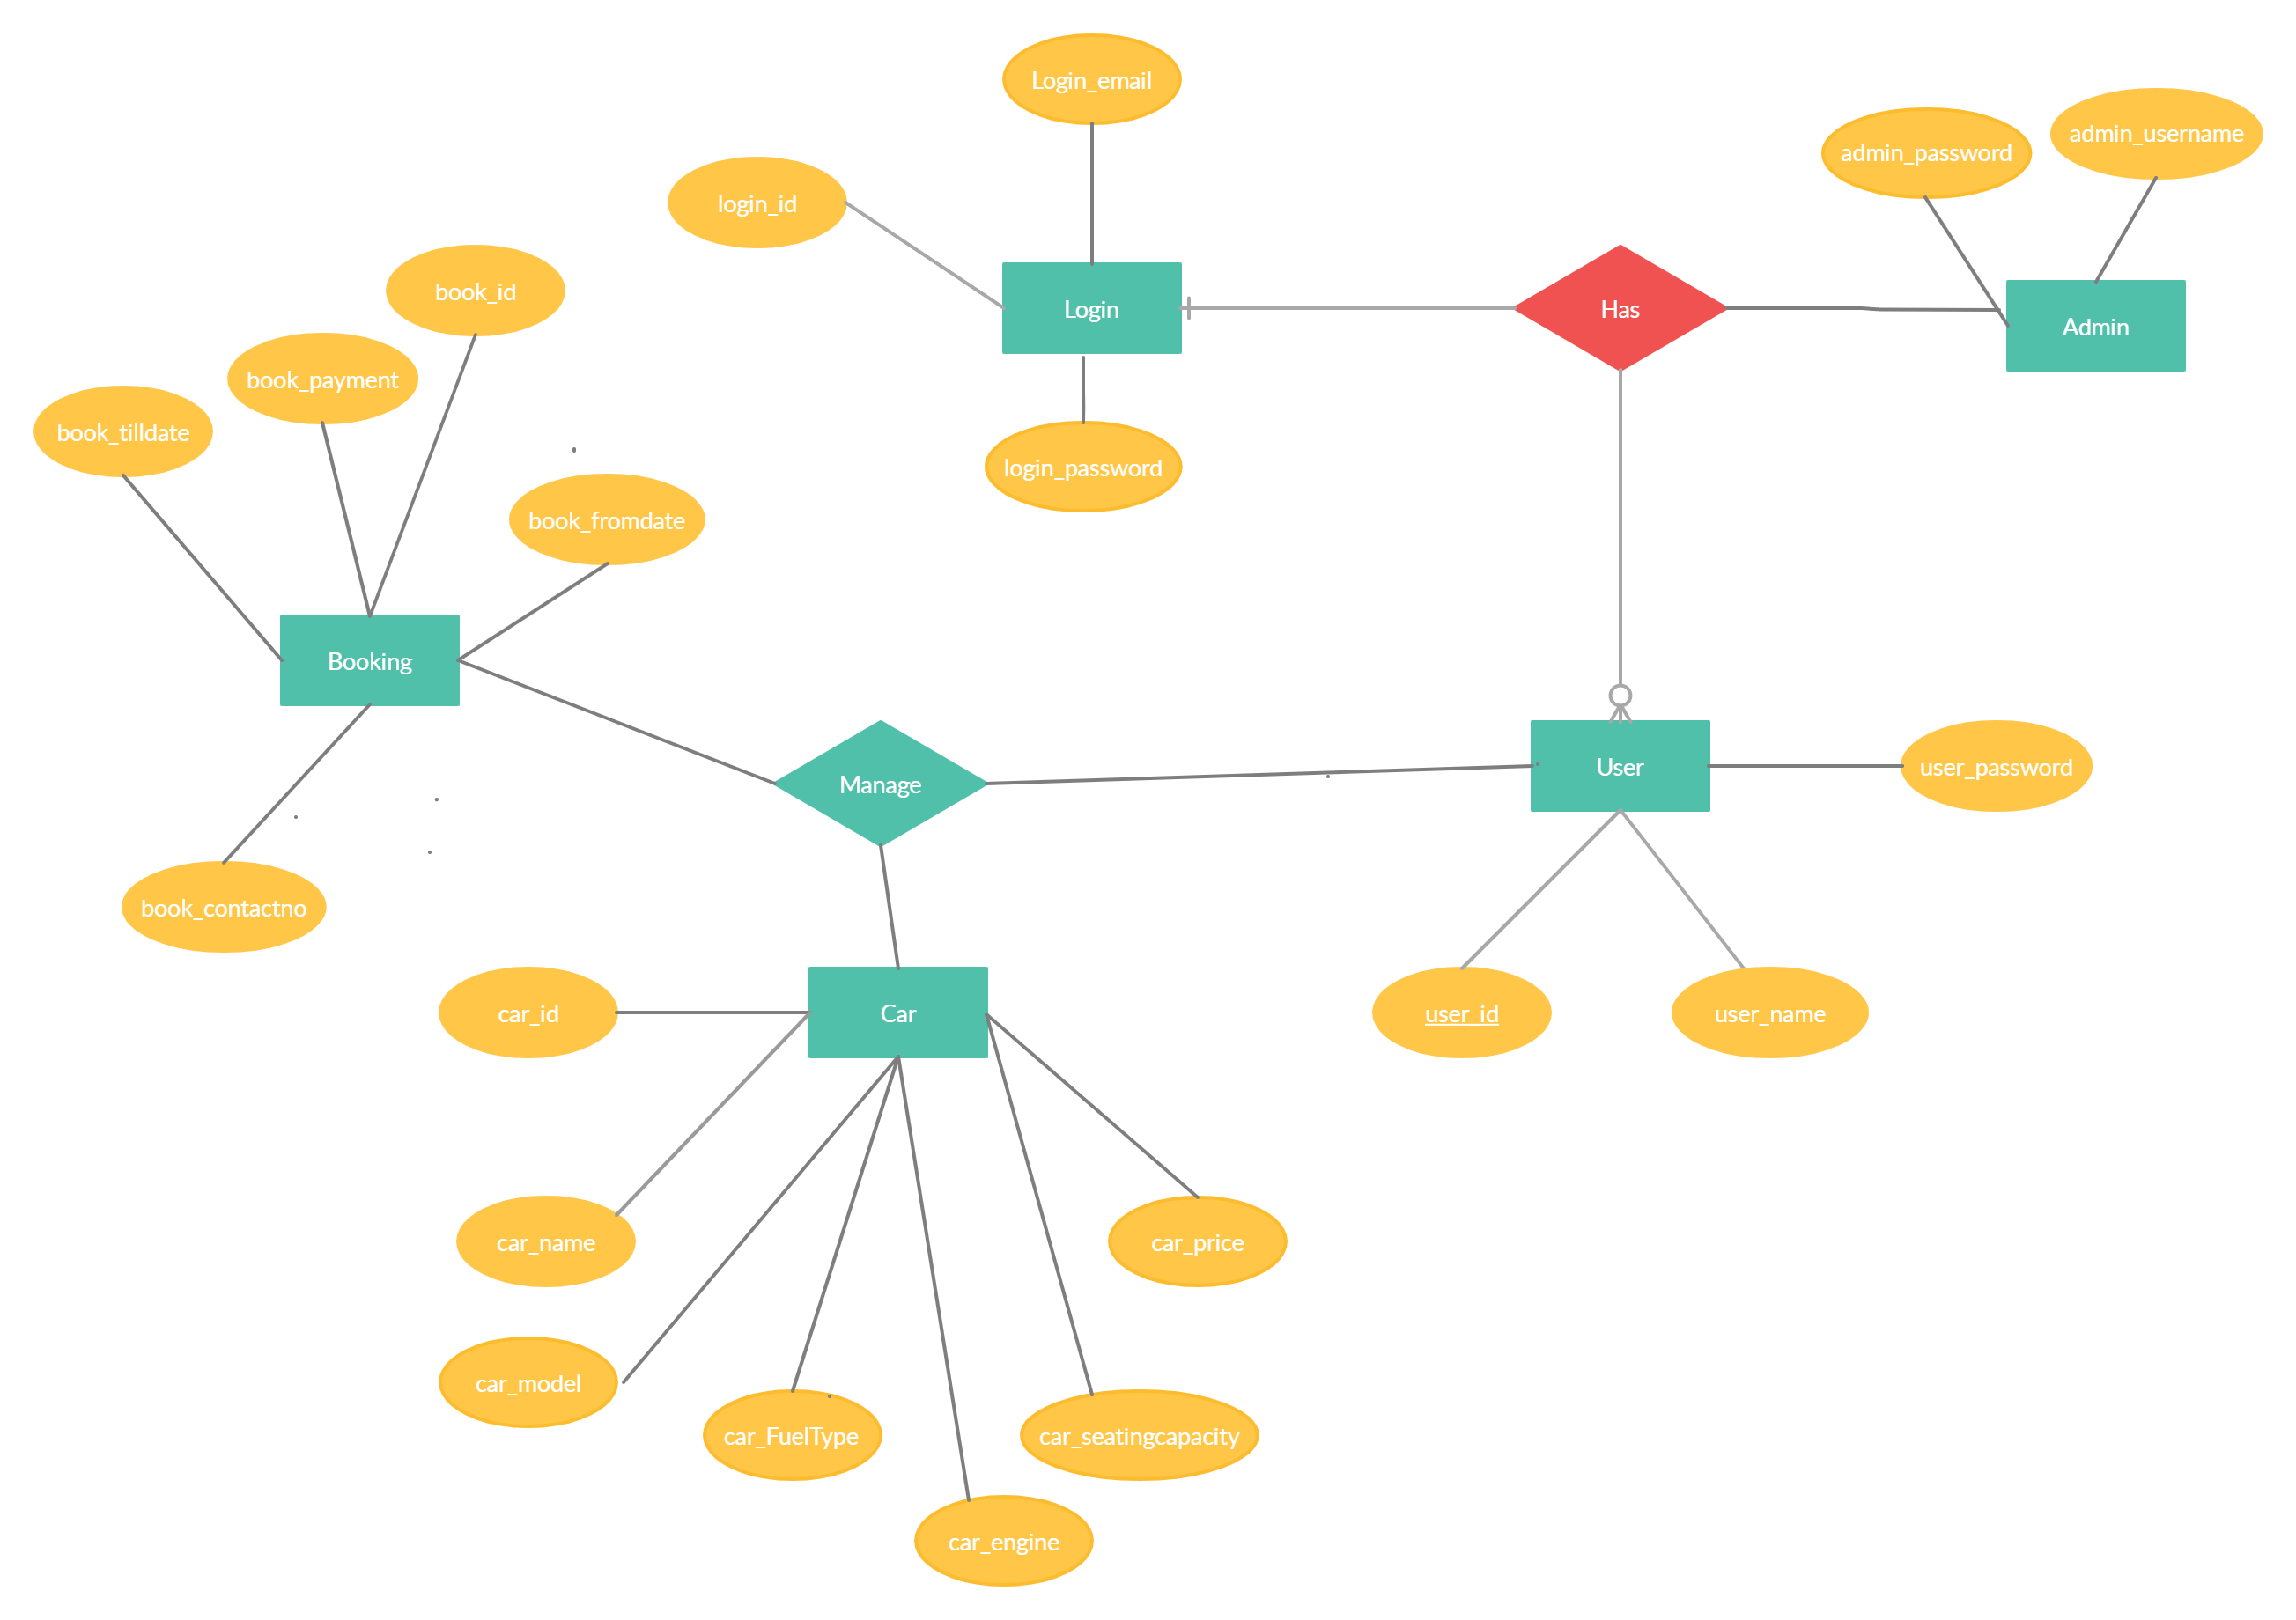 Login_email
admin_username
admin_password
login_id
book_id
Login
Has
Admin
book_payment
book_tilldate
login_password
book_fromdate
Booking
Manage
User
user_password
book_contactno
car_id
Car
user_id
user_name
car_name
car_price
car_model
car_FuelType
car_seatingcapacity
car_engine